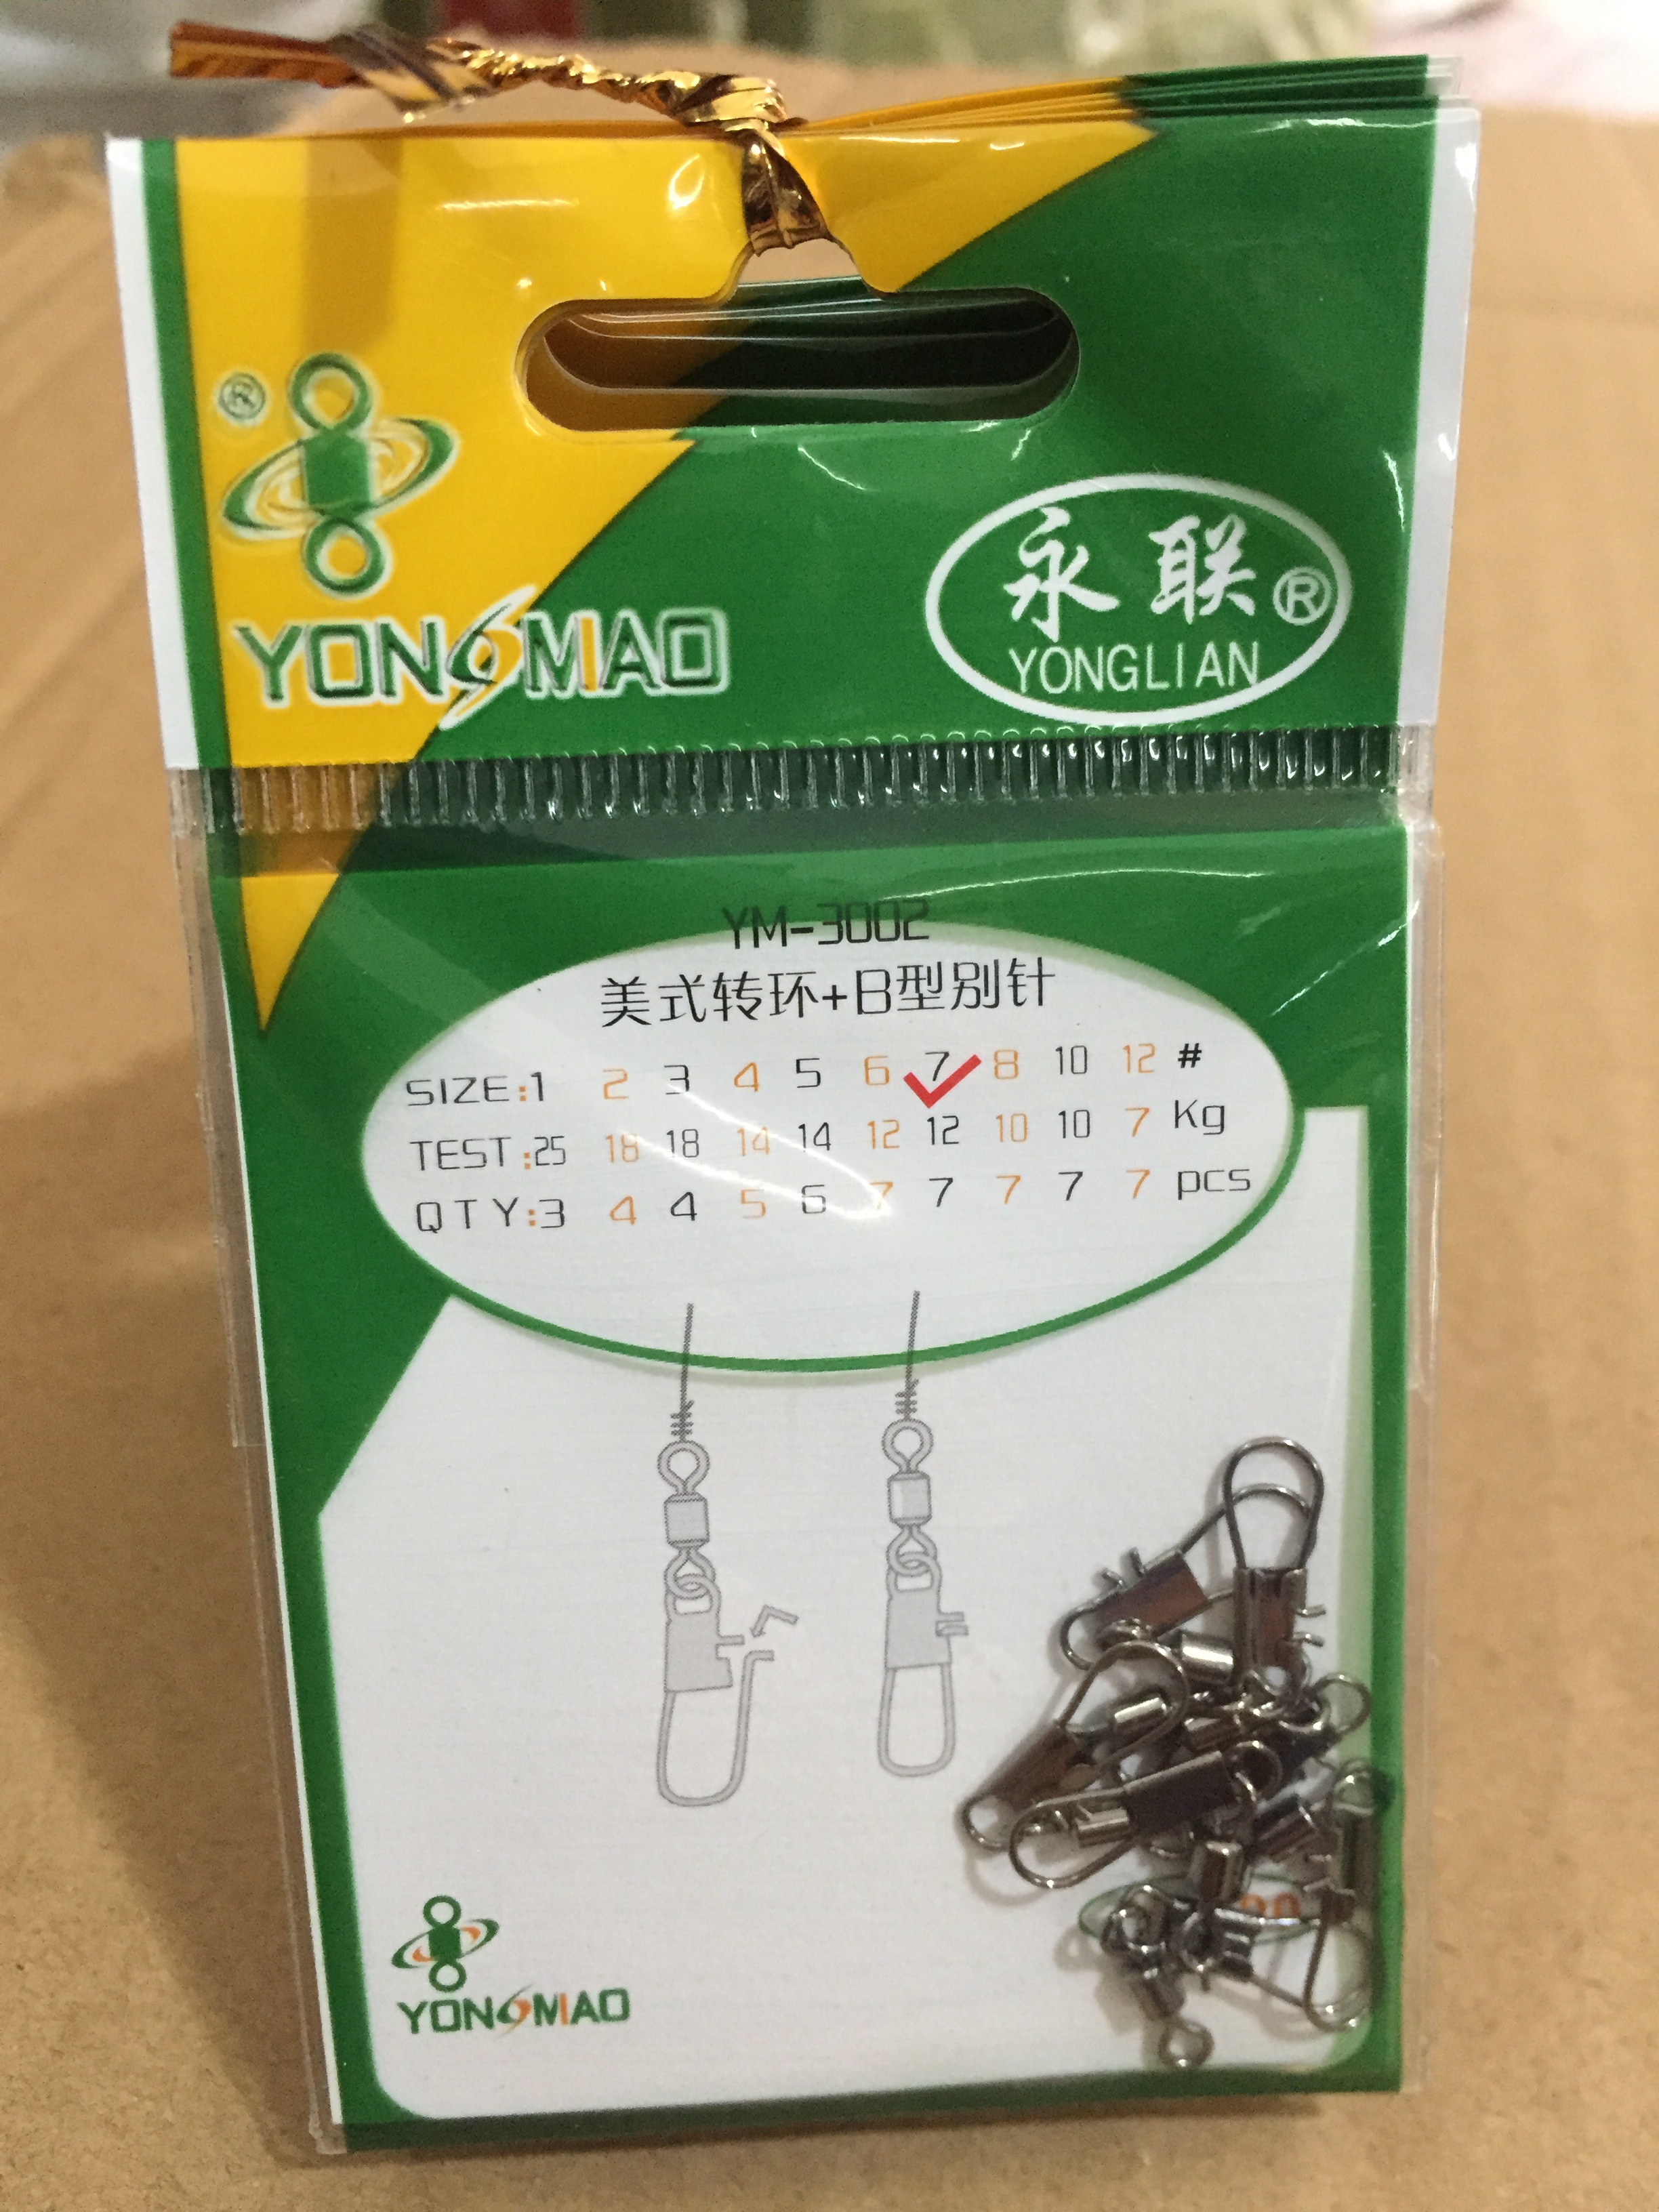 ®
YONGMAO
永联®
YONGLIAN
YM-3002
美式转环+B型别针
SIZE:1 2 3 4 5 6 7 8 10 12 #
TEST:25 18 18 14 14 12 12 10 10 7 Kg
QTY:3 4 4 5 6 7 7 7 7 7 pcs
YONGMAO